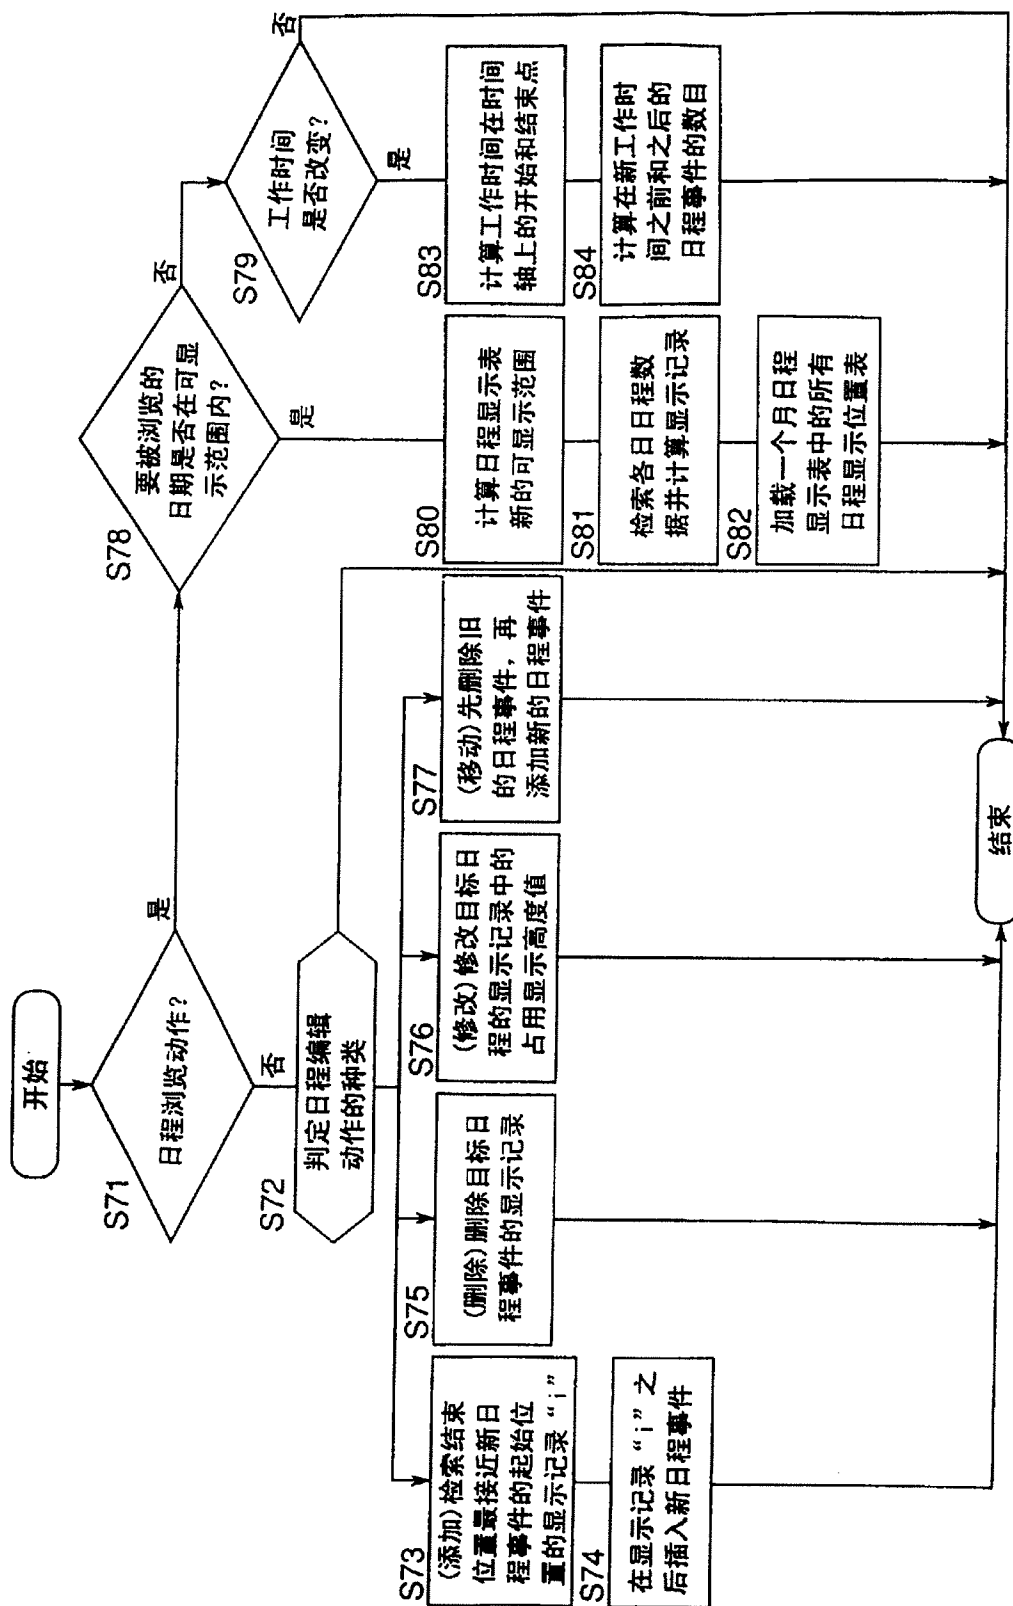 开始
S71
日程浏览动作?
是
否
S72
判定日程编辑
动作的种类
S73
(添加)检索结束
位置最接近新日
程事件的起始位
置的显示记录“i”
S74
在显示记录“i”之
后插入新日程事件
S75
(删除)删除目标日
程事件的显示记录
S76
(修改)修改目标日
程的显示记录中的
占用显示高度值
S77
(移动)先删除旧
的日程事件,再
添加新的日程事件
S78
要被浏览的
日期是否在可显
示范围内?
否
是
S79
工作时间
是否改变?
否
是
S80
计算日程显示表
新的可显示范围
S81
检索各日日程数
据并计算显示记录
S82
加载一个月日程
显示表中的所有
日程显示位置表
S83
计算工作时间在时间
轴上的开始和结束点
S84
计算在新工作时
间之前和之后的
日程事件的数目
结束